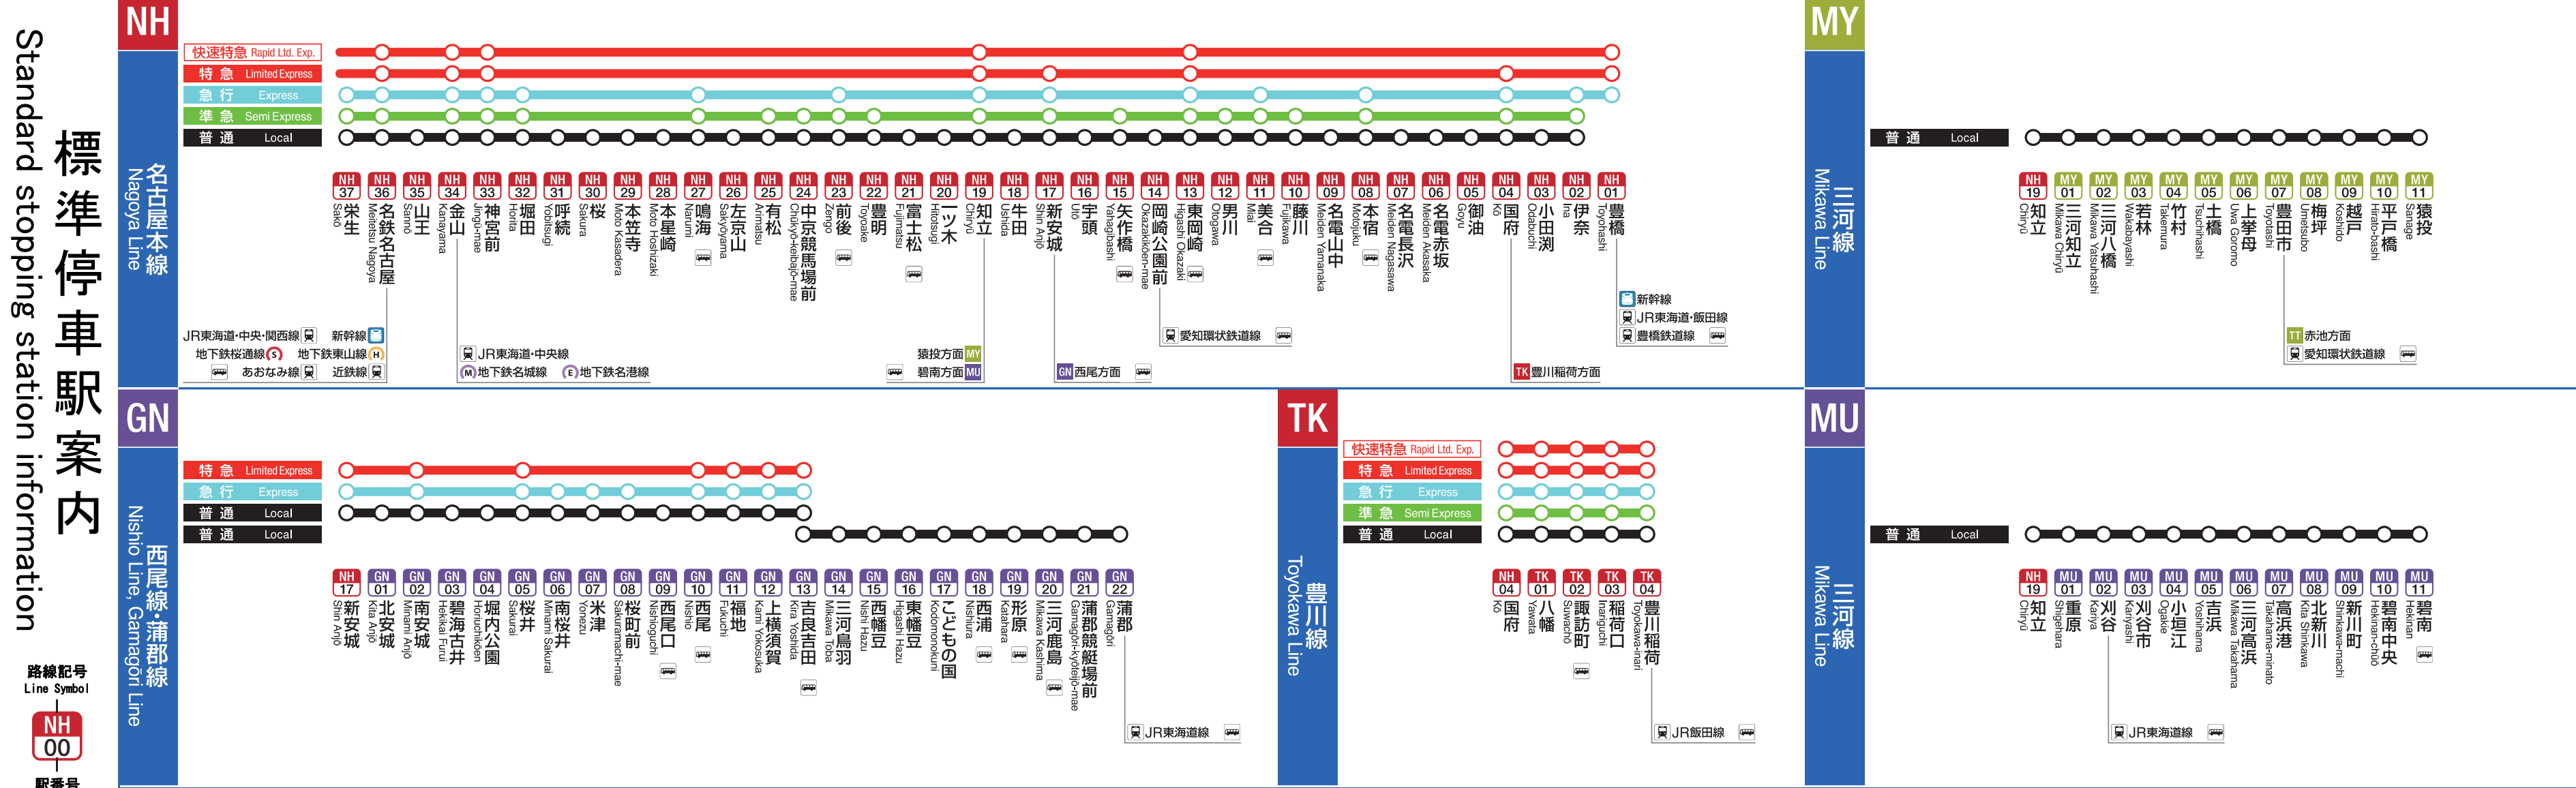 標準停車駅案内
Standard stopping station information
路線記号
Line Symbol
NH
00
駅番号
NH
名古屋本線
Nagoya Line
快速特急 Rapid Ltd. Exp.
特急 Limited Express
急行 Express
準急 Semi Express
普通 Local
NH 37 栄生 Sakō
NH 36 名鉄名古屋 Meitetsu Nagoya
NH 35 山王 Sannō
NH 34 金山 Kanayama
NH 33 神宮前 Jingū-mae
NH 32 堀田 Horita
NH 31 呼続 Yobitsugi
NH 30 桜 Sakura
NH 29 本笠寺 Moto Kasadera
NH 28 本星崎 Moto Hoshizaki
NH 27 鳴海 Narumi
NH 26 左京山 Sakyōyama
NH 25 有松 Arimatsu
NH 24 中京競馬場前 Chūkyō-keibajō-mae
NH 23 前後 Zengo
NH 22 豊明 Toyoake
NH 21 富士松 Fujimatsu
NH 20 一ツ木 Hitotsugi
NH 19 知立 Chiryū
NH 18 牛田 Ushida
NH 17 新安城 Shin Anjō
NH 16 宇頭 Utō
NH 15 矢作橋 Yahagibashi
NH 14 岡崎公園前 Okazakikōen-mae
NH 13 東岡崎 Higashi Okazaki
NH 12 男川 Otogawa
NH 11 美合 Miai
NH 10 藤川 Fujikawa
NH 09 名電山中 Meiden Yamanaka
NH 08 本宿 Motojuku
NH 07 名電長沢 Meiden Nagasawa
NH 06 名電赤坂 Meiden Akasaka
NH 05 御油 Goyu
NH 04 国府 Kō
NH 03 小田渕 Odabuchi
NH 02 伊奈 Ina
NH 01 豊橋 Toyohashi
JR東海道・中央・関西線 新幹線
地下鉄桜通線 S 地下鉄東山線 H
あおなみ線 近鉄線
JR東海道・中央線
M 地下鉄名城線 E 地下鉄名港線
猿投方面 MY
碧南方面 MU
GN 西尾方面
愛知環状鉄道線
TK 豊川稲荷方面
新幹線
JR東海道・飯田線
豊橋鉄道線
MY
三河線
Mikawa Line
普通 Local
NH 19 知立 Chiryū
MY 01 三河知立 Mikawa Chiryū
MY 02 三河八橋 Mikawa Yatsuhashi
MY 03 若林 Wakabayashi
MY 04 竹村 Takemura
MY 05 土橋 Tsuchihashi
MY 06 上挙母 Uwa Goromo
MY 07 豊田市 Toyotashi
MY 08 梅坪 Umetsubo
MY 09 越戸 Koshido
MY 10 平戸橋 Hirato-bashi
MY 11 猿投 Sanage
TT 赤池方面
愛知環状鉄道線
GN
西尾線・蒲郡線
Nishio Line, Gamagōri Line
特急 Limited Express
急行 Express
普通 Local
普通 Local
NH 17 新安城 Shin Anjō
GN 01 北安城 Kita Anjō
GN 02 南安城 Minami Anjō
GN 03 碧海古井 Hekikai Furui
GN 04 堀内公園 Horiuchikōen
GN 05 桜井 Sakurai
GN 06 南桜井 Minami Sakurai
GN 07 米津 Yonezu
GN 08 桜町前 Sakuramachi-mae
GN 09 西尾口 Nishioguchi
GN 10 西尾 Nishio
GN 11 福地 Fukuchi
GN 12 上横須賀 Kami Yokosuka
GN 13 吉良吉田 Kira Yoshida
GN 14 三河鳥羽 Mikawa Toba
GN 15 西幡豆 Nishi Hazu
GN 16 東幡豆 Higashi Hazu
GN 17 こどもの国 Kodomonokuni
GN 18 西浦 Nishiura
GN 19 形原 Katahara
GN 20 三河鹿島 Mikawa Kashima
GN 21 蒲郡競艇場前 Gamagōri-kyōteijō-mae
GN 22 蒲郡 Gamagōri
JR東海道線
TK
豊川線
Toyokawa Line
快速特急 Rapid Ltd. Exp.
特急 Limited Express
急行 Express
準急 Semi Express
普通 Local
NH 04 国府 Kō
TK 01 八幡 Yawata
TK 02 諏訪町 Suwachō
TK 03 稲荷口 Inariguchi
TK 04 豊川稲荷 Toyokawa-inari
JR飯田線
MU
三河線
Mikawa Line
普通 Local
NH 19 知立 Chiryū
MU 01 重原 Shigehara
MU 02 刈谷 Kariya
MU 03 刈谷市 Kariyashi
MU 04 小垣江 Ogakie
MU 05 吉浜 Yoshihama
MU 06 三河高浜 Mikawa Takahama
MU 07 高浜港 Takahama-minato
MU 08 北新川 Kita Shinkawa
MU 09 新川町 Shinkawa-machi
MU 10 碧南中央 Hekinan-chūō
MU 11 碧南 Hekinan
JR東海道線